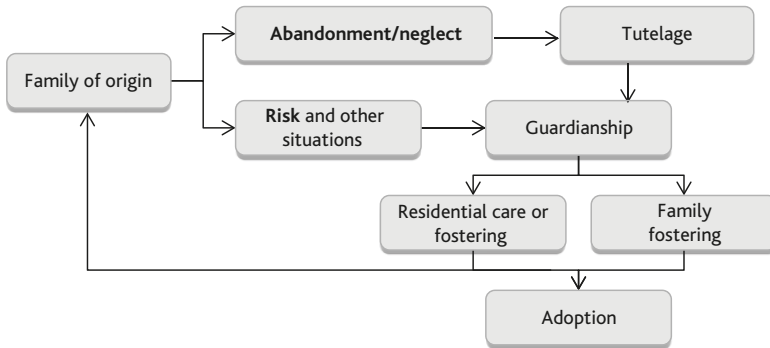 Abandonment/neglect
Tutelage
Family of origin
Risk and other
situations
Guardianship
Residential care or
fostering
Family
fostering
Adoption